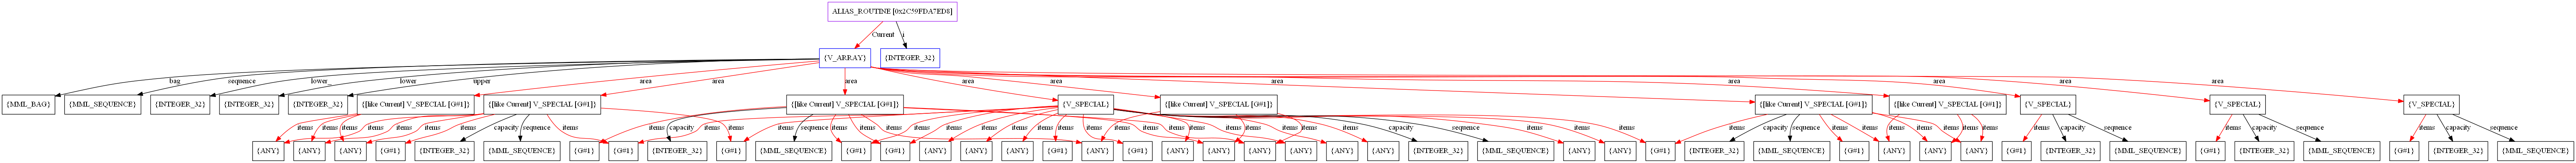 ALIAS_ROUTINE [0x2C59FDA7ED8]
Current i
{V_ARRAY} {INTEGER_32}
bag sequence lower lower upper area area area area area area area area area area
{MML_BAG} {MML_SEQUENCE} {INTEGER_32} {INTEGER_32} {INTEGER_32} {[like Current] V_SPECIAL [G#1]} {[like Current] V_SPECIAL [G#1]} {[like Current] V_SPECIAL [G#1]} {V_SPECIAL} {[like Current] V_SPECIAL [G#1]} {[like Current] V_SPECIAL [G#1]} {[like Current] V_SPECIAL [G#1]} {V_SPECIAL} {V_SPECIAL} {V_SPECIAL}
items items items items items items capacity sequence items items capacity items items sequence items items items items items items items items items items items items items items items capacity sequence items items items items capacity sequence items items items items items items capacity sequence items capacity sequence items capacity sequence
{ANY} {ANY} {ANY} {G#1} {INTEGER_32} {MML_SEQUENCE} {G#1} {G#1} {INTEGER_32} {G#1} {MML_SEQUENCE} {G#1} {G#1} {ANY} {ANY} {ANY} {G#1} {ANY} {G#1} {ANY} {ANY} {ANY} {ANY} {ANY} {ANY} {INTEGER_32} {MML_SEQUENCE} {ANY} {ANY} {G#1} {INTEGER_32} {MML_SEQUENCE} {G#1} {ANY} {ANY} {ANY} {G#1} {INTEGER_32} {MML_SEQUENCE} {G#1} {INTEGER_32} {MML_SEQUENCE} {G#1} {INTEGER_32} {MML_SEQUENCE}